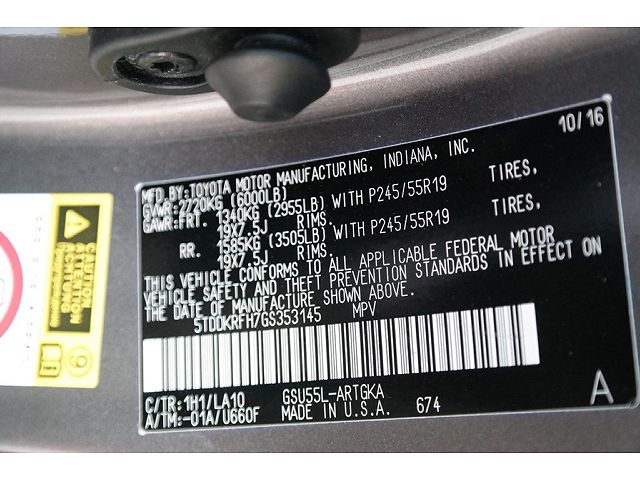 10/16
MFD BY:TOYOTA MOTOR MANUFACTURING, INDIANA, INC.
GVWR:2720KG (6000LB)
GAWR:FRT. 1340KG (2955LB) WITH P245/55R19 TIRES,
19X7.5J RIMS.
RR. 1585KG (3505LB) WITH P245/55R19 TIRES,
19X7.5J RIMS.
THIS VEHICLE CONFORMS TO ALL APPLICABLE FEDERAL MOTOR
VEHICLE SAFETY AND THEFT PREVENTION STANDARDS IN EFFECT ON
THE DATE OF MANUFACTURE SHOWN ABOVE.
5TDDKRFH7GS353145 MPV
C/TR:1H1/LA10 GSU55L-ARTGKA
A/TM:-01A/U660F MADE IN U.S.A. 674
A
CAUTION
ATTENTION
ACHTUNG